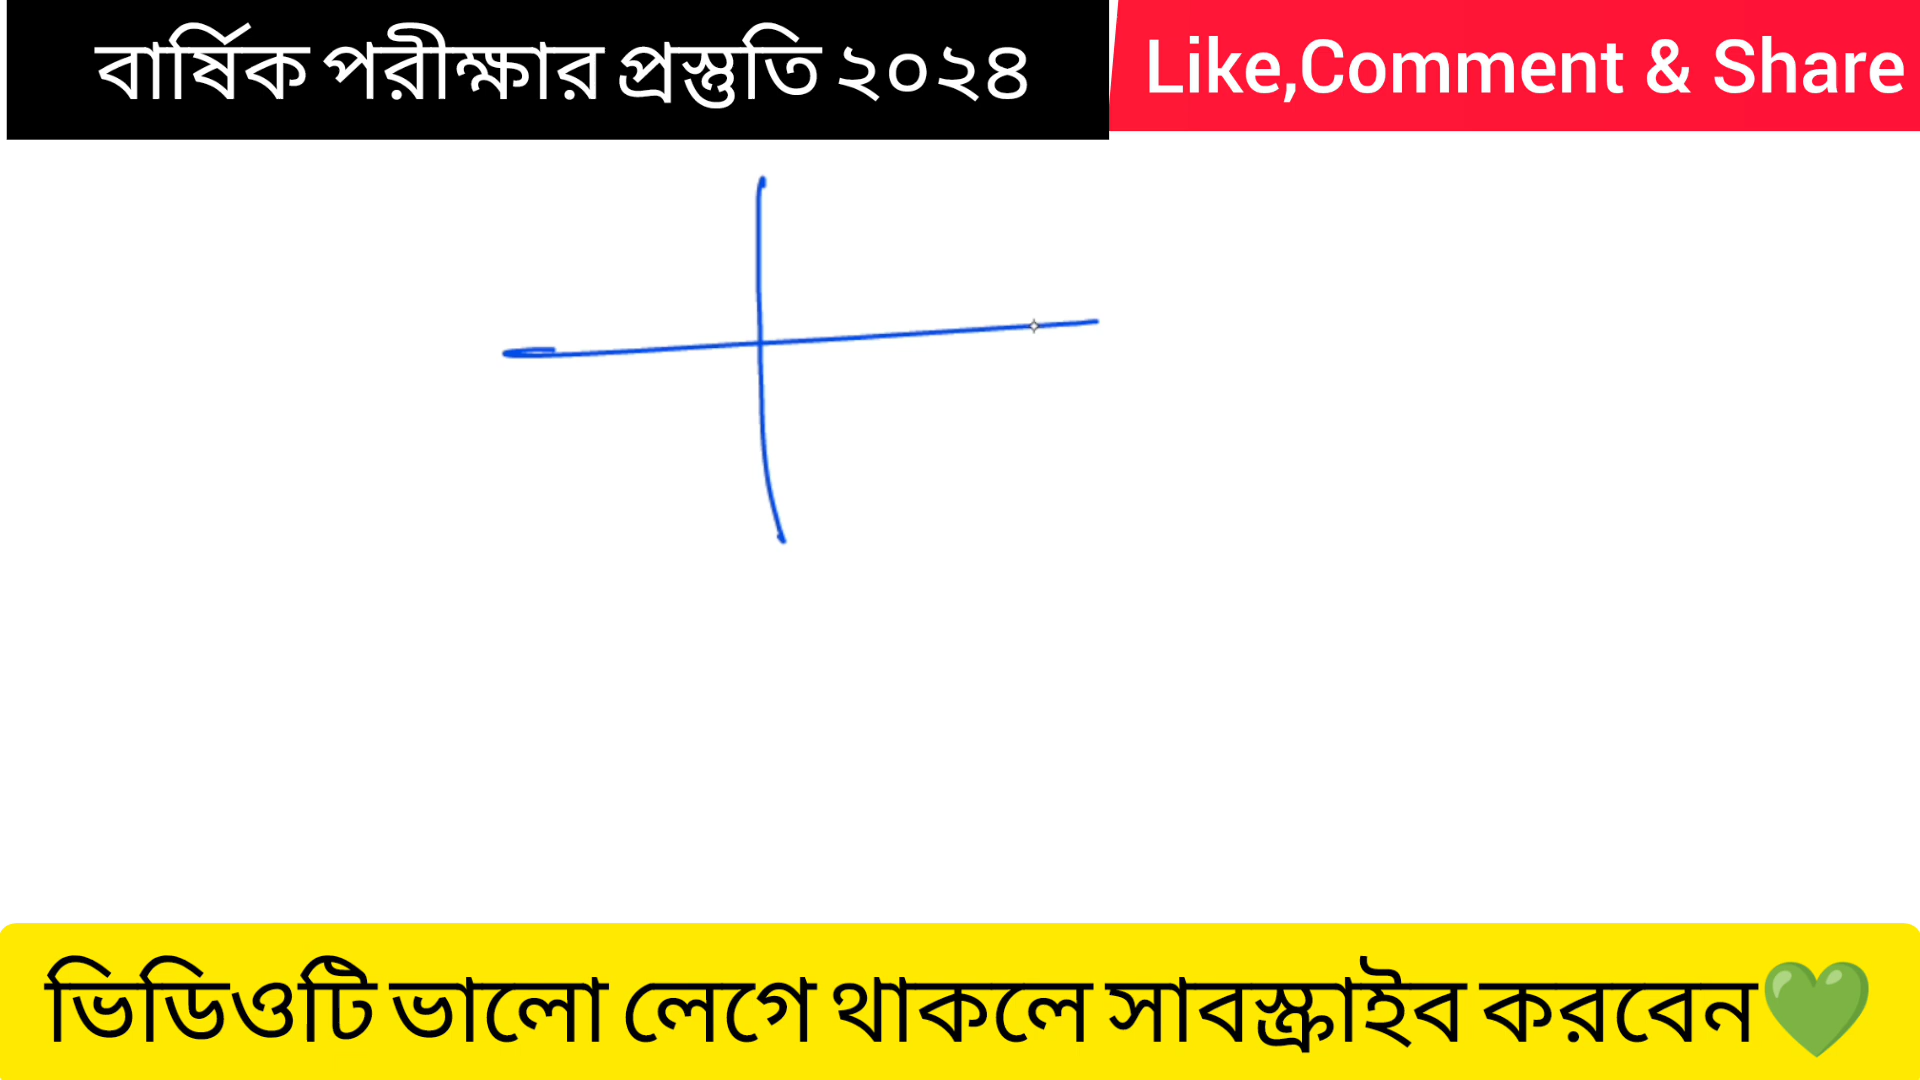 বার্ষিক পরীক্ষার প্রস্তুতি ২০২৪
Like,Comment & Share
ভিডিওটি ভালো লেগে থাকলে সাবস্ক্রাইব করবেন💚